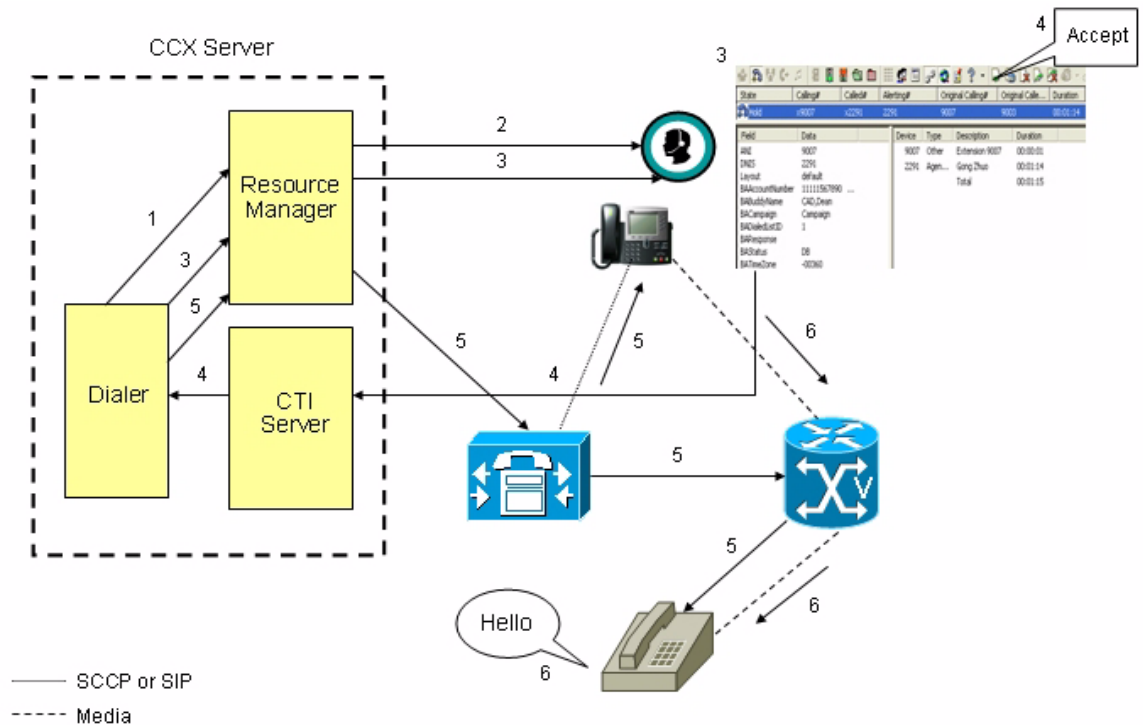 CCX Server
3
4
Accept
State Calling# Called# Alerting# Original Calling# Original Calle... Duration
Hold x9007 x2291 2291 9007 9003 00:01:14
Field Data
ANI 9007
DNIS 2291
Layout default
BAAccountNumber 11111567890 ...
BABuddyName CAD,Dean
BACampaign Campaign
BADialedListID 1
BAResponse
BAStatus DB
BATimeZone -00360
Device Type Description Duration
9007 Other Extension 9007 00:00:01
2291 Agen... Gong Zhuo 00:01:14
Total 00:01:15
2
3
Resource
Manager
1
3
5
5
5
6
Dialer
4
CTI
Server
4
5
V
5
6
Hello
6
SCCP or SIP
Media